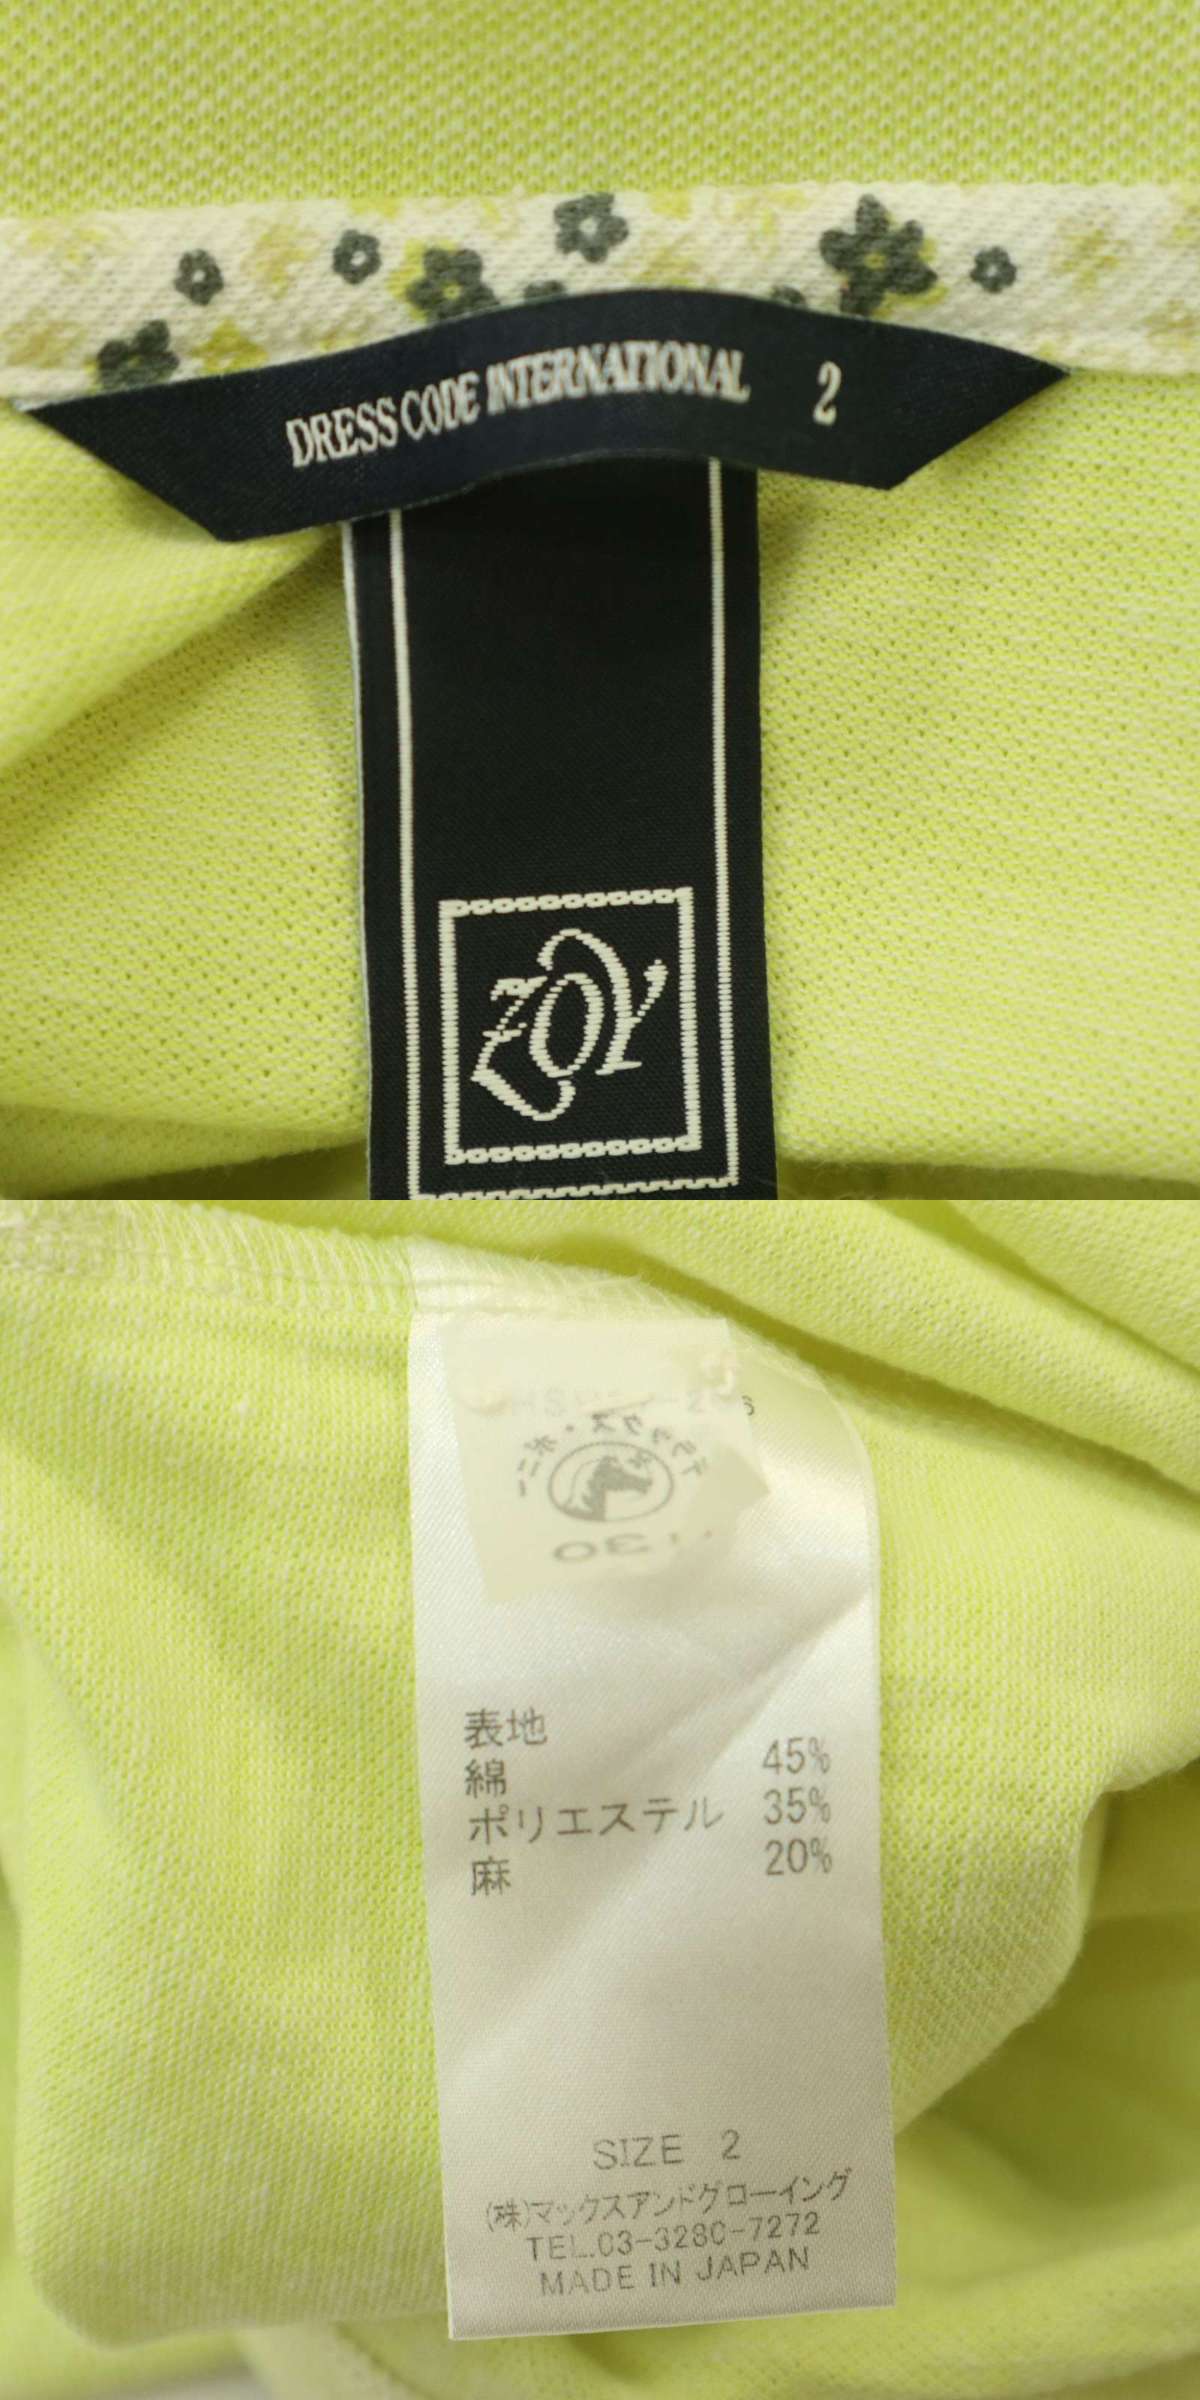 DRESS CODE INTERNATIONAL 2
ZOY
表地
綿 45%
ポリエステル 35%
麻 20%
SIZE 2
(株)マックスアンドグローイング
TEL.03-3280-7272
MADE IN JAPAN